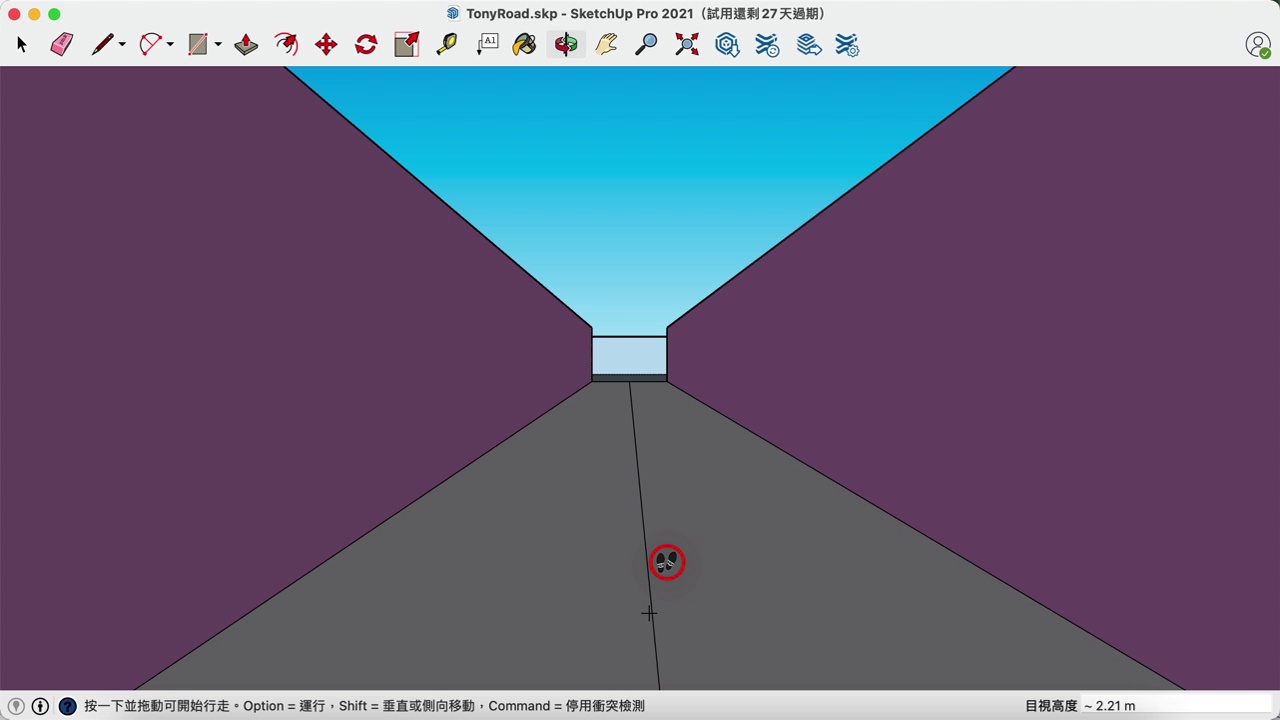 TonyRoad.skp - SketchUp Pro 2021（試用還剩 27 天過期）
A1
按一下並拖動可開始行走。Option = 運行，Shift = 垂直或側向移動，Command = 停用衝突檢測
目視高度 ~ 2.21 m